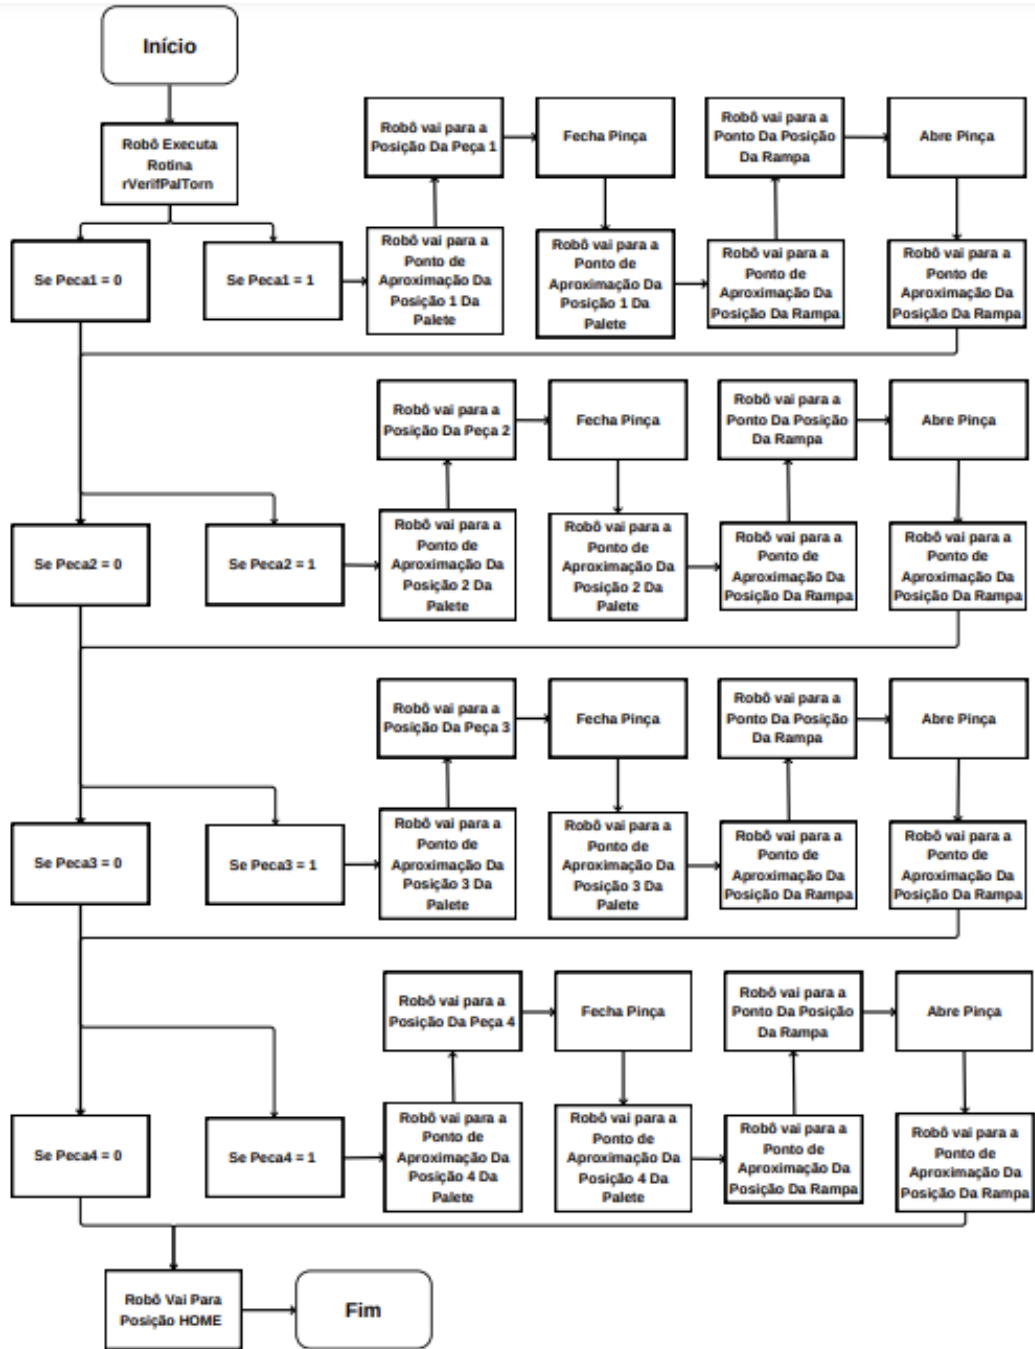 Início
Robô Executa
Rotina
rVerifPalTorn
Se Peca1 = 0
Se Peca1 = 1
Robô vai para a
Ponto de
Aproximação Da
Posição 1 Da
Palete
Robô vai para a
Posição Da Peça 1
Fecha Pinça
Robô vai para a
Ponto de
Aproximação Da
Posição 1 Da
Palete
Robô vai para a
Ponto de
Aproximação Da
Posição Da Rampa
Robô vai para a
Ponto Da Posição
Da Rampa
Abre Pinça
Robô vai para a
Ponto de
Aproximação Da
Posição Da Rampa
Se Peca2 = 0
Se Peca2 = 1
Robô vai para a
Ponto de
Aproximação Da
Posição 2 Da
Palete
Robô vai para a
Posição Da Peça 2
Fecha Pinça
Robô vai para a
Ponto de
Aproximação Da
Posição 2 Da
Palete
Robô vai para a
Ponto de
Aproximação Da
Posição Da Rampa
Robô vai para a
Ponto Da Posição
Da Rampa
Abre Pinça
Robô vai para a
Ponto de
Aproximação Da
Posição Da Rampa
Se Peca3 = 0
Se Peca3 = 1
Robô vai para a
Ponto de
Aproximação Da
Posição 3 Da
Palete
Robô vai para a
Posição Da Peça 3
Fecha Pinça
Robô vai para a
Ponto de
Aproximação Da
Posição 3 Da
Palete
Robô vai para a
Ponto de
Aproximação Da
Posição Da Rampa
Robô vai para a
Ponto Da Posição
Da Rampa
Abre Pinça
Robô vai para a
Ponto de
Aproximação Da
Posição Da Rampa
Se Peca4 = 0
Se Peca4 = 1
Robô vai para a
Ponto de
Aproximação Da
Posição 4 Da
Palete
Robô vai para a
Posição Da Peça 4
Fecha Pinça
Robô vai para a
Ponto de
Aproximação Da
Posição 4 Da
Palete
Robô vai para a
Ponto de
Aproximação Da
Posição Da Rampa
Robô vai para a
Ponto Da Posição
Da Rampa
Abre Pinça
Robô vai para a
Ponto de
Aproximação Da
Posição Da Rampa
Robô Vai Para
Posição HOME
Fim